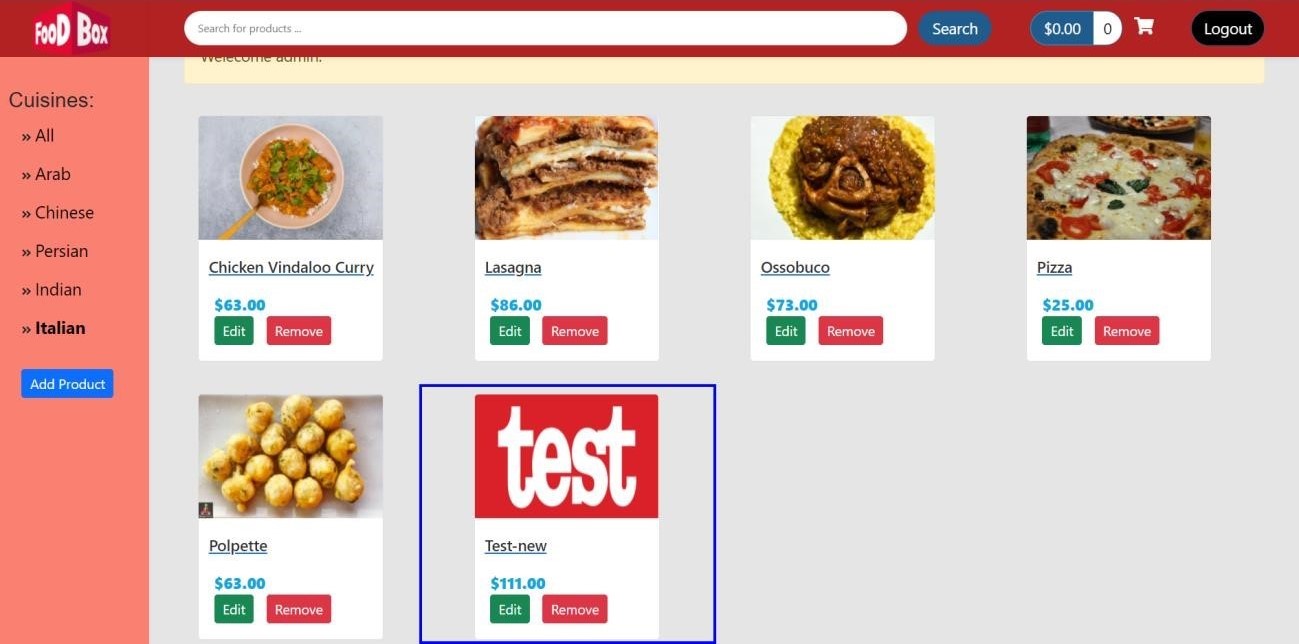 FooD Box
Search for products ...
Search
$0.00 0
Logout
Welcome admin.
Cuisines:
» All
» Arab
» Chinese
» Persian
» Indian
» Italian
Add Product
Chicken Vindaloo Curry
$63.00
Edit Remove
Lasagna
$86.00
Edit Remove
Ossobuco
$73.00
Edit Remove
Pizza
$25.00
Edit Remove
Polpette
$63.00
Edit Remove
test
Test-new
$111.00
Edit Remove